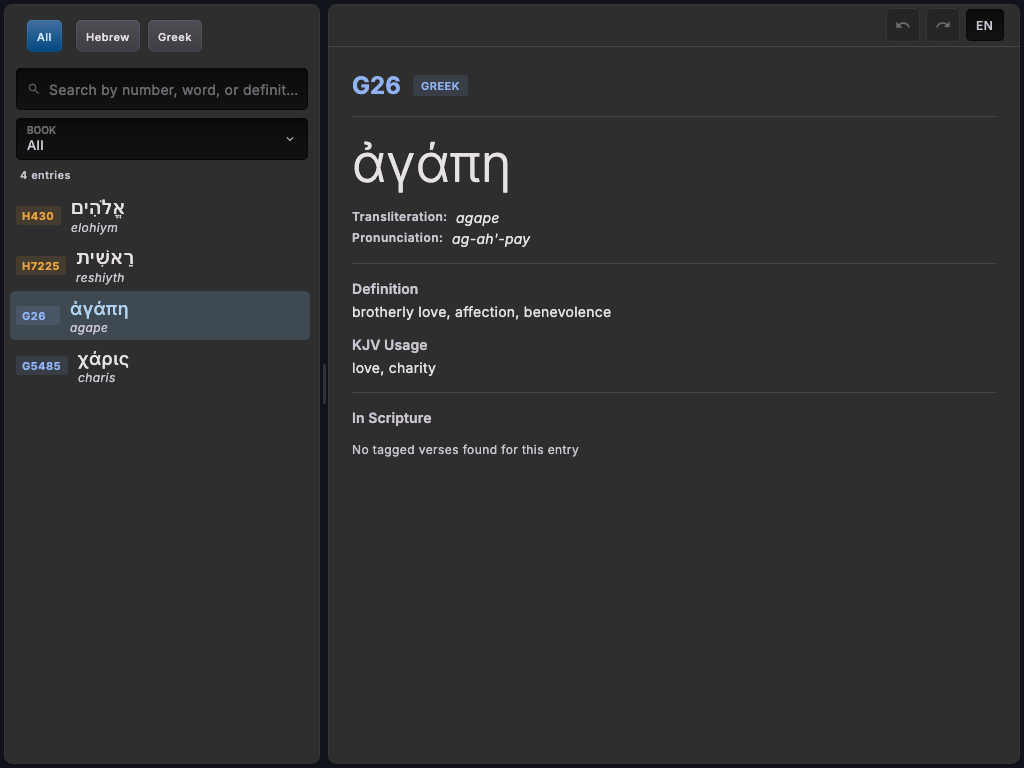 All Hebrew Greek
Search by number, word, or definit...
BOOK
All
4 entries
H430 אֱלֹהִים
elohiym
H7225 רֵאשִׁית
reshiyth
G26 ἀγάπη
agape
G5485 χάρις
charis
EN
G26 GREEK
ἀγάπη
Transliteration: agape
Pronunciation: ag-ah'-pay
Definition
brotherly love, affection, benevolence
KJV Usage
love, charity
In Scripture
No tagged verses found for this entry